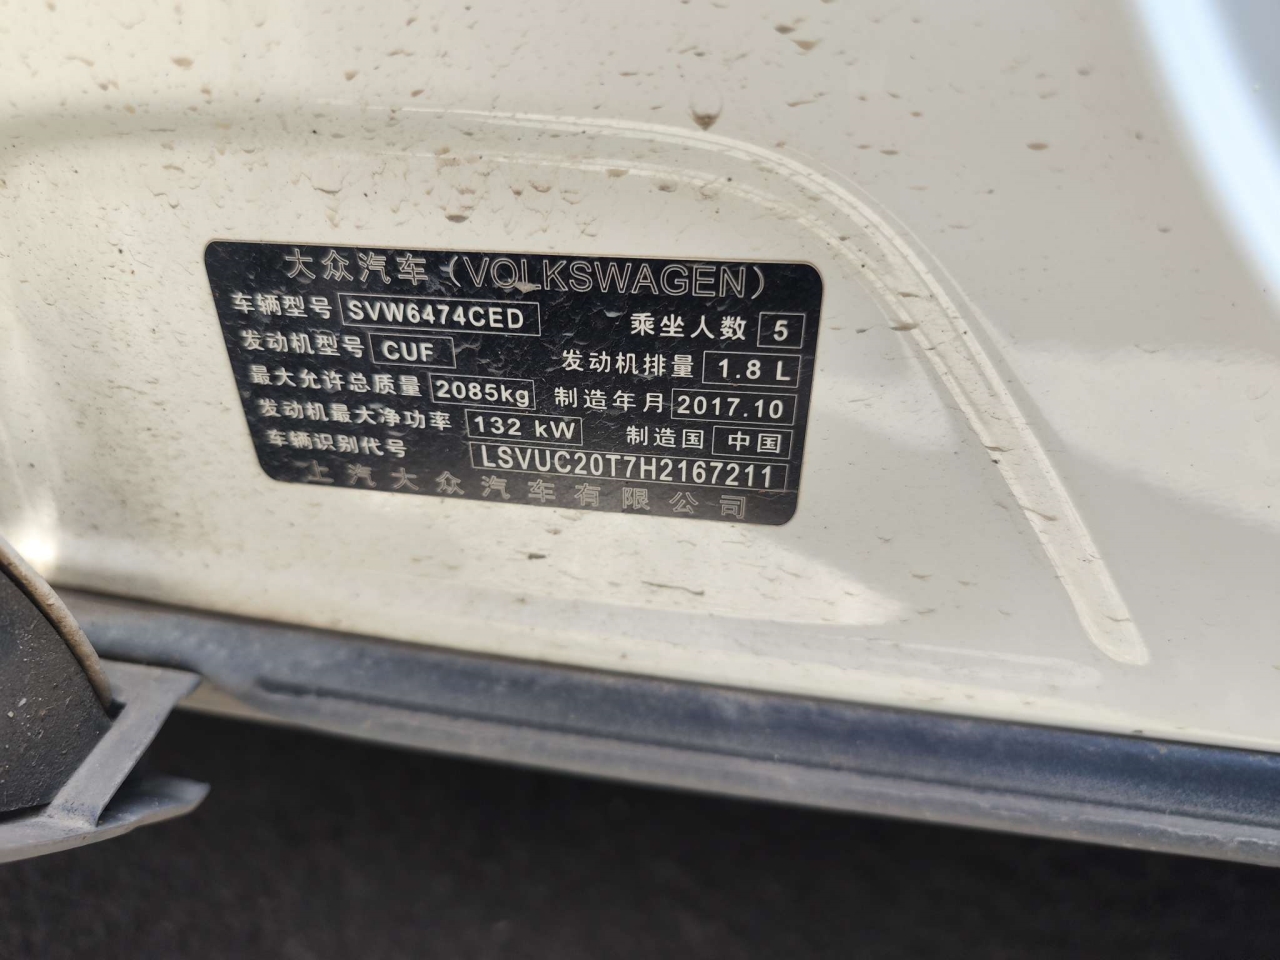 大众汽车(VOLKSWAGEN)
车辆型号 SVW6474CED 乘坐人数 5
发动机型号 CUF 发动机排量 1.8 L
最大允许总质量 2085kg 制造年月 2017.10
发动机最大净功率 132 kW 制造国 中国
车辆识别代号 LSVUC20T7H2167211
上汽大众汽车有限公司